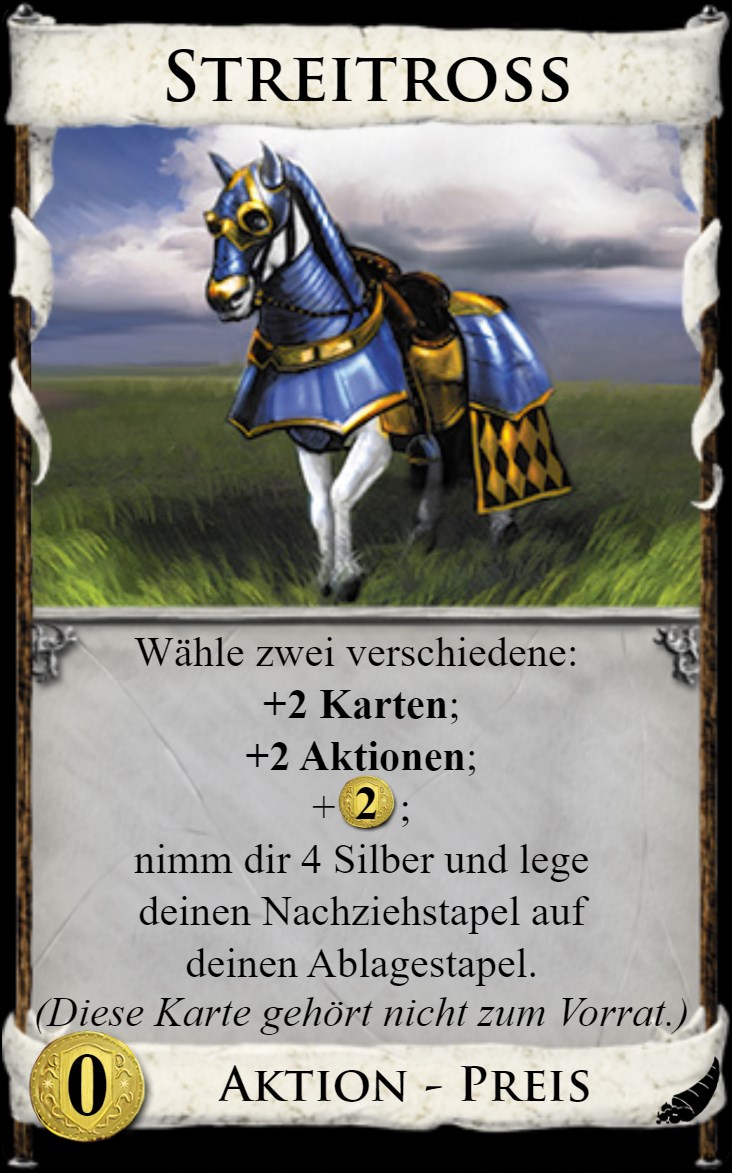 STREITROSS
Wähle zwei verschiedene:
+2 Karten;
+2 Aktionen;
+2;
nimm dir 4 Silber und lege
deinen Nachziehstapel auf
deinen Ablagestapel.
(Diese Karte gehört nicht zum Vorrat.)
0 AKTION - PREIS